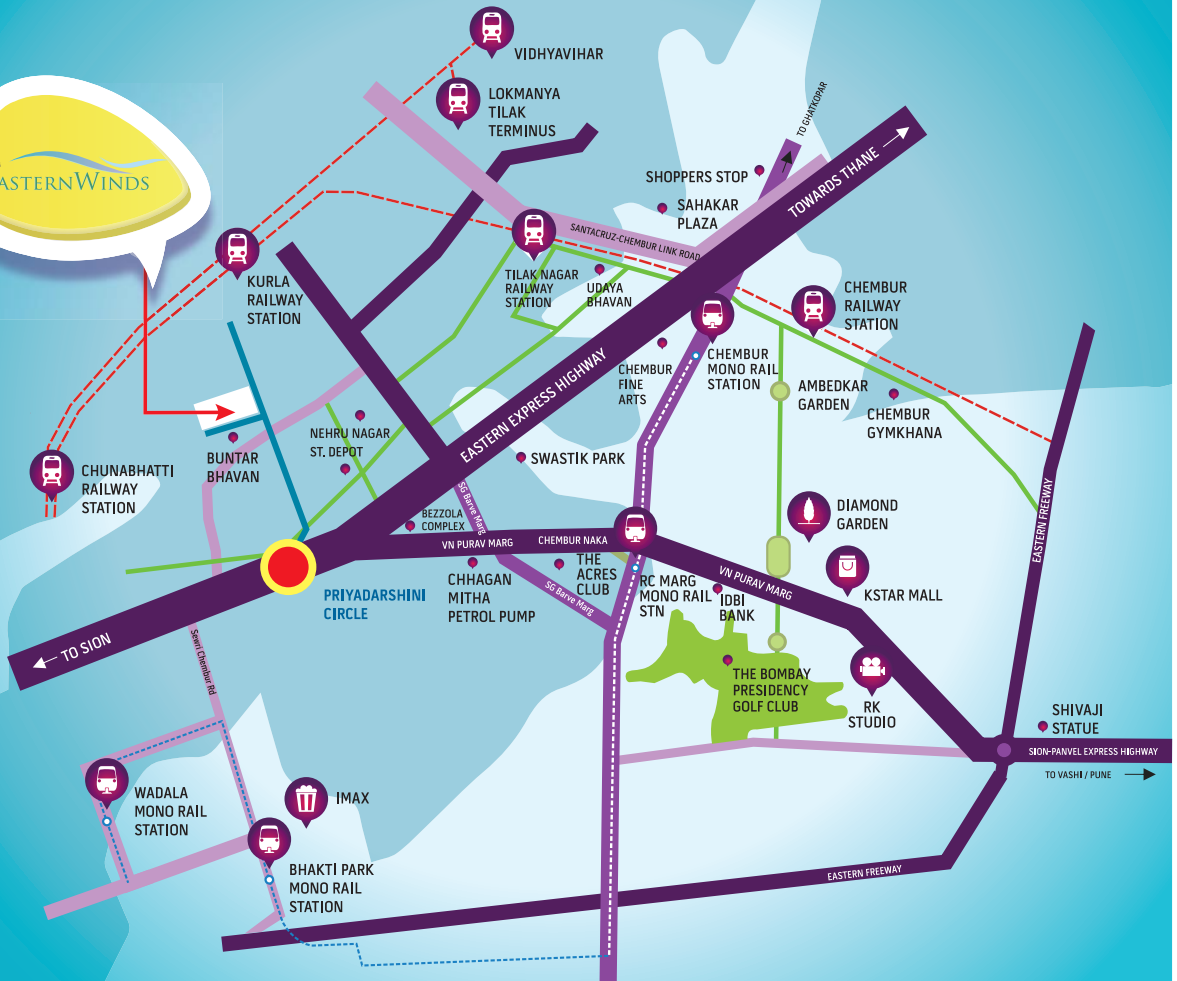 VIDHYAVIHAR
LOKMANYA
TILAK
TERMINUS
TO GHATKOPAR
TOWARDS THANE
SHOPPERS STOP
SAHAKAR
PLAZA
EASTERNWINDS
SANTACRUZ-CHEMBUR LINK ROAD
KURLA
RAILWAY
STATION
TILAK NAGAR
RAILWAY
STATION
UDAYA
BHAVAN
CHEMBUR
RAILWAY
STATION
CHEMBUR
MONO RAIL
STATION
CHEMBUR
FINE
ARTS
AMBEDKAR
GARDEN
CHEMBUR
GYMKHANA
EASTERN EXPRESS HIGHWAY
NEHRU NAGAR
ST. DEPOT
BUNTAR
BHAVAN
SWASTIK PARK
CHUNABHATTI
RAILWAY
STATION
SG Barve Marg
BEZZOLA
COMPLEX
DIAMOND
GARDEN
EASTERN FREEWAY
VN PURAV MARG
CHEMBUR NAKA
THE
ACRES
CLUB
CHHAGAN
MITHA
PETROL PUMP
SG Barve Marg
RC MARG
MONO RAIL
STN
VN PURAV MARG
IDBI
BANK
KSTAR MALL
PRIYADARSHINI
CIRCLE
TO SION
Sewri Chembur Rd
THE BOMBAY
PRESIDENCY
GOLF CLUB
RK
STUDIO
SHIVAJI
STATUE
SION-PANVEL EXPRESS HIGHWAY
TO VASHI / PUNE
WADALA
MONO RAIL
STATION
IMAX
BHAKTI PARK
MONO RAIL
STATION
EASTERN FREEWAY